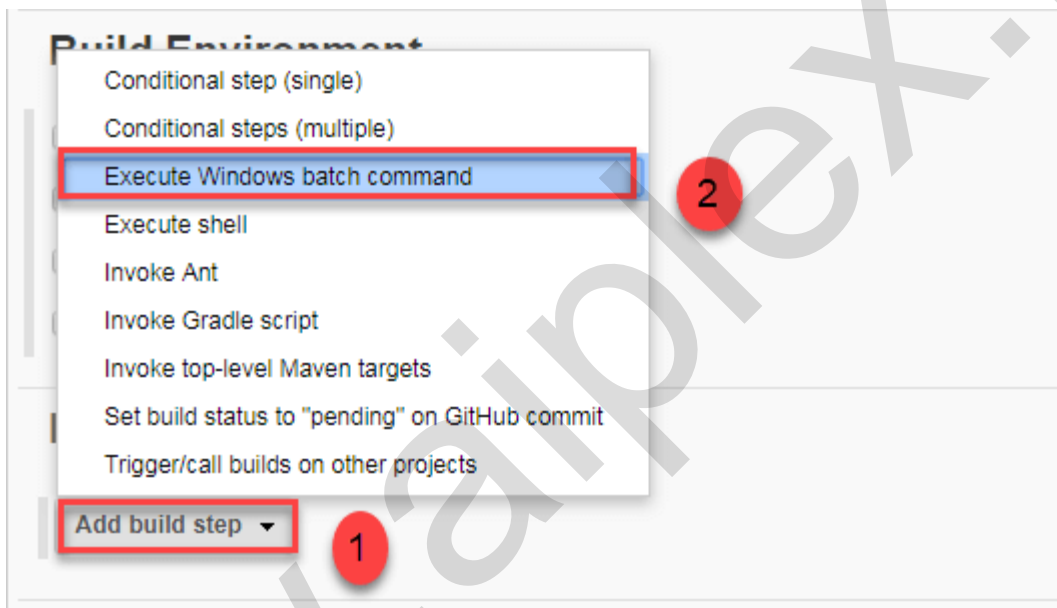 Build Environment
Conditional step (single)
Conditional steps (multiple)
Execute Windows batch command
2
Execute shell
Invoke Ant
Invoke Gradle script
Invoke top-level Maven targets
Set build status to "pending" on GitHub commit
Trigger/call builds on other projects
Add build step
1